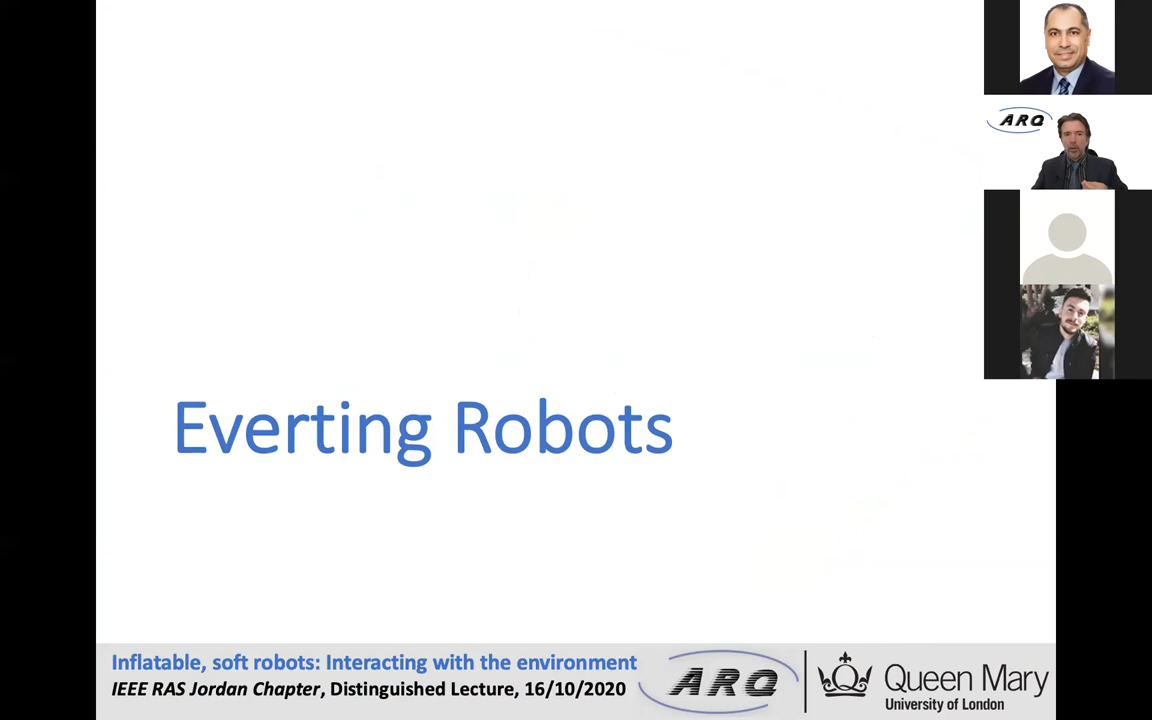 ARQ
Everting Robots
Inflatable, soft robots: Interacting with the environment
IEEE RAS Jordan Chapter, Distinguished Lecture, 16/10/2020
ARQ
Queen Mary
University of London